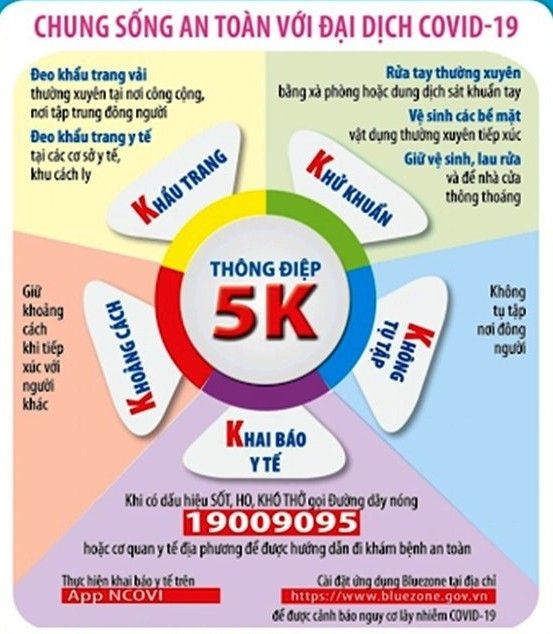 CHUNG SỐNG AN TOÀN VỚI ĐẠI DỊCH COVID-19
Đeo khẩu trang vải
thường xuyên tại nơi công cộng,
nơi tập trung đông người
Đeo khẩu trang y tế
tại các cơ sở y tế,
khu cách ly
Rửa tay thường xuyên
bằng xà phòng hoặc dung dịch sát khuẩn tay
Vệ sinh các bề mặt
vật dụng thường xuyên tiếp xúc
Giữ vệ sinh, lau rửa
và để nhà cửa
thông thoáng
KHẨU TRANG
KHỬ KHUẨN
THÔNG ĐIỆP
5K
Giữ
khoảng
cách
khi tiếp
xúc với
người
khác
KHOẢNG CÁCH
KHÔNG
TỤ TẬP
Không
tụ tập
nơi đông
người
KHAI BÁO
Y TẾ
Khi có dấu hiệu SỐT, HO, KHÓ THỞ gọi Đường dây nóng
19009095
hoặc cơ quan y tế địa phương để được hướng dẫn đi khám bệnh an toàn
Thực hiện khai báo y tế trên
App NCOVI
Cài đặt ứng dụng Bluezone tại địa chỉ
https://www.bluezone.gov.vn
để được cảnh báo nguy cơ lây nhiễm COVID-19